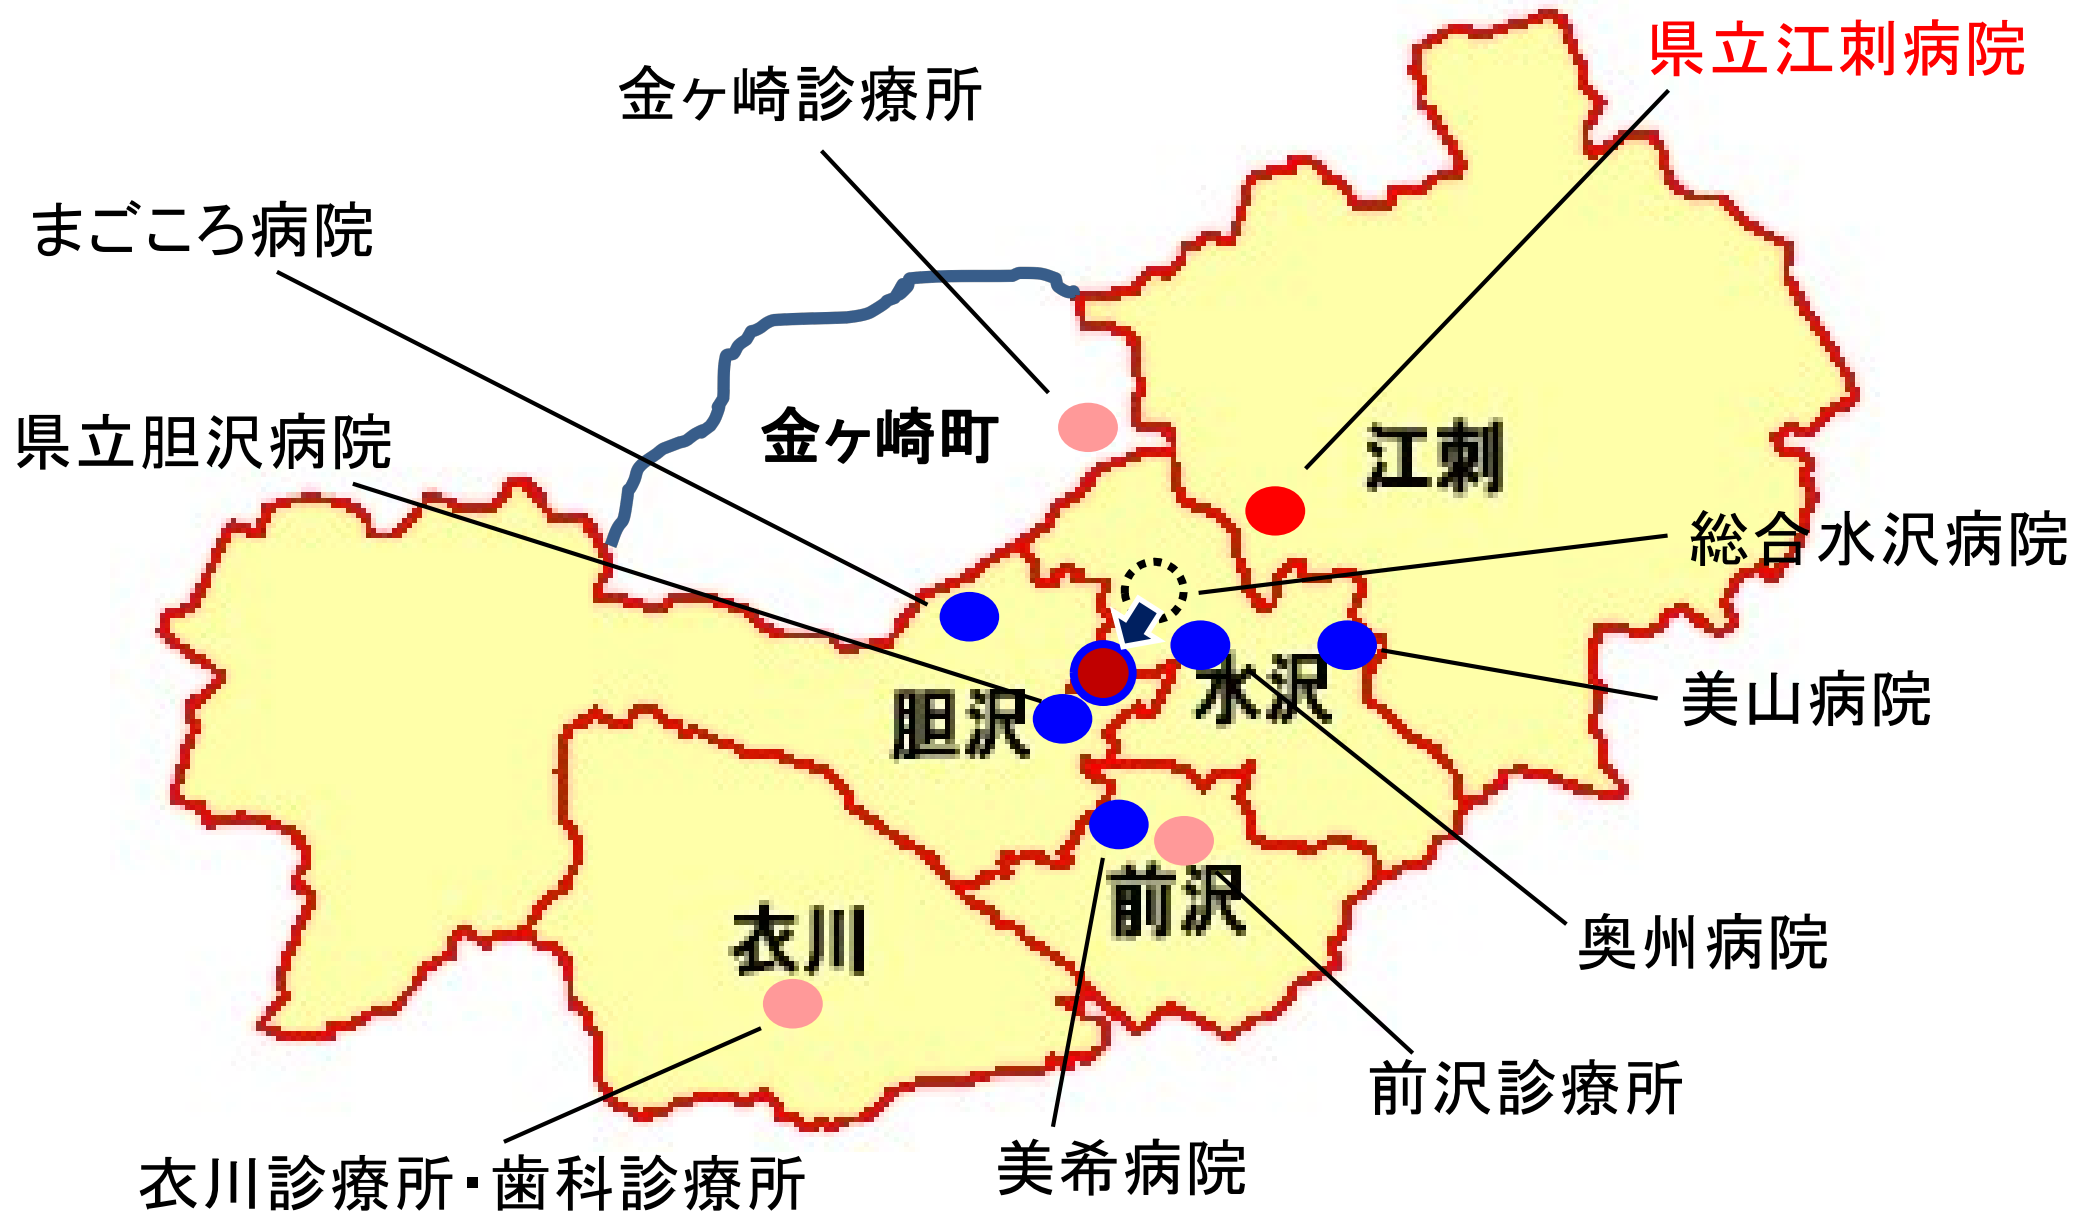 県立江刺病院
金ヶ崎診療所
まごころ病院
県立胆沢病院
金ヶ崎町
江刺
総合水沢病院
水沢
美山病院
胆沢
前沢
衣川
奥州病院
前沢診療所
美希病院
衣川診療所・歯科診療所